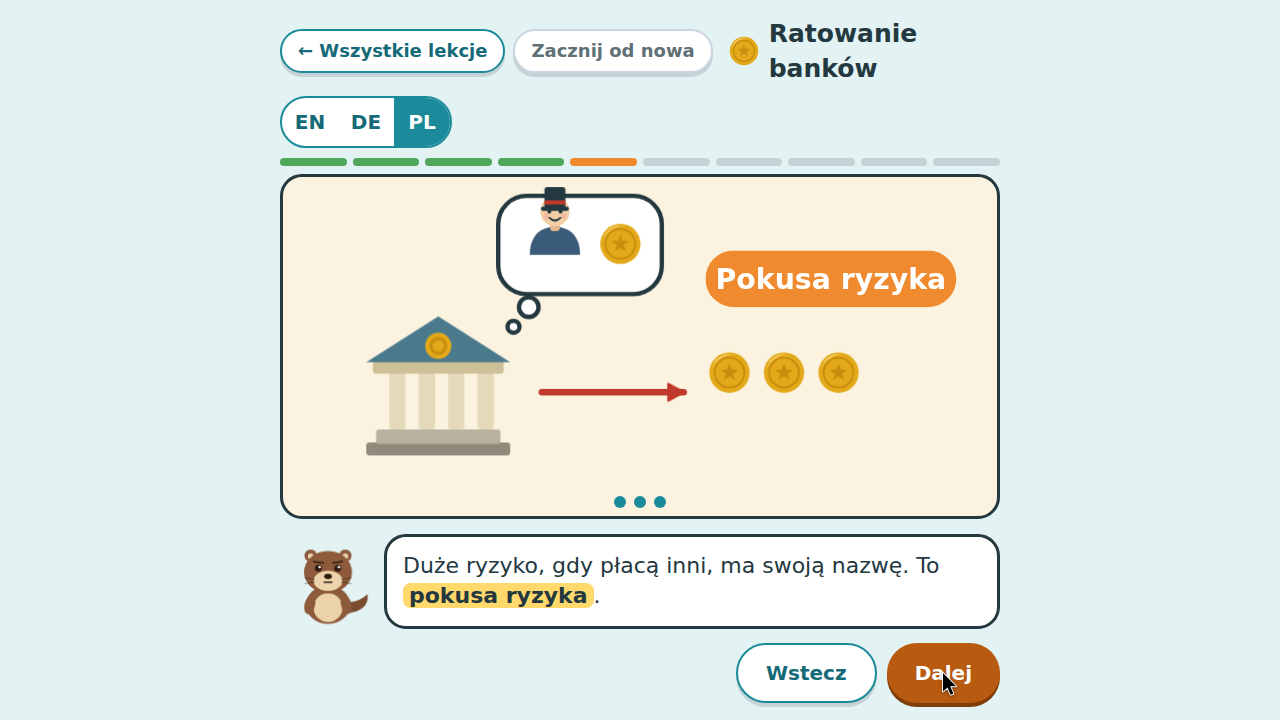 ← Wszystkie lekcje
Zacznij od nowa
Ratowanie
banków
EN DE PL
Pokusa ryzyka
Duże ryzyko, gdy płacą inni, ma swoją nazwę. To
pokusa ryzyka.
Wstecz
Dalej